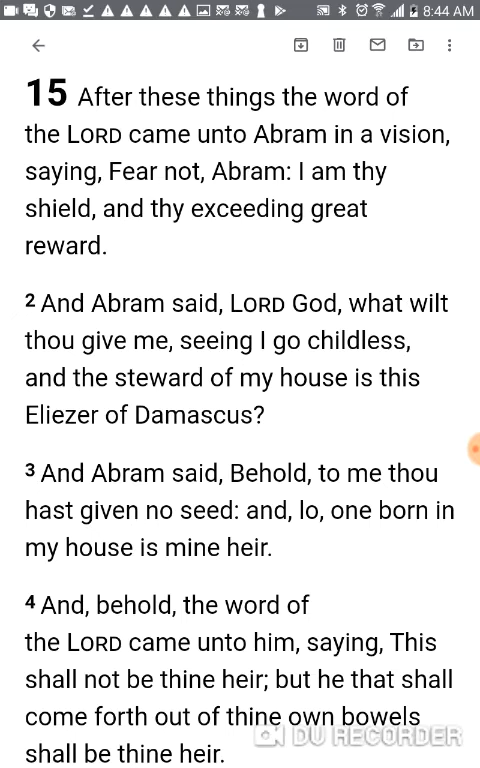 8:44 AM
15 After these things the word of
the LORD came unto Abram in a vision,
saying, Fear not, Abram: I am thy
shield, and thy exceeding great
reward.
2 And Abram said, LORD God, what wilt
thou give me, seeing I go childless,
and the steward of my house is this
Eliezer of Damascus?
3 And Abram said, Behold, to me thou
hast given no seed: and, lo, one born in
my house is mine heir.
4 And, behold, the word of
the LORD came unto him, saying, This
shall not be thine heir; but he that shall
come forth out of thine own bowels
shall be thine heir.
DU RECORDER